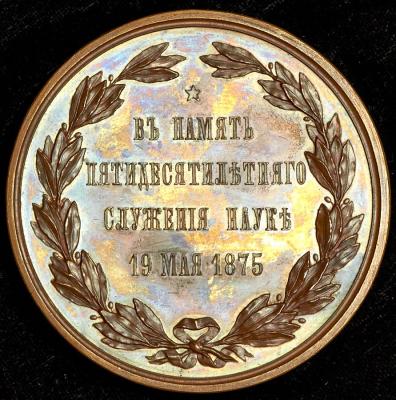 ВЪ ПАМЯТЬ
ПЯТИДЕСЯТИЛѢТНЯГО
СЛУЖЕНІЯ НАУКѢ
19 МАЯ 1875